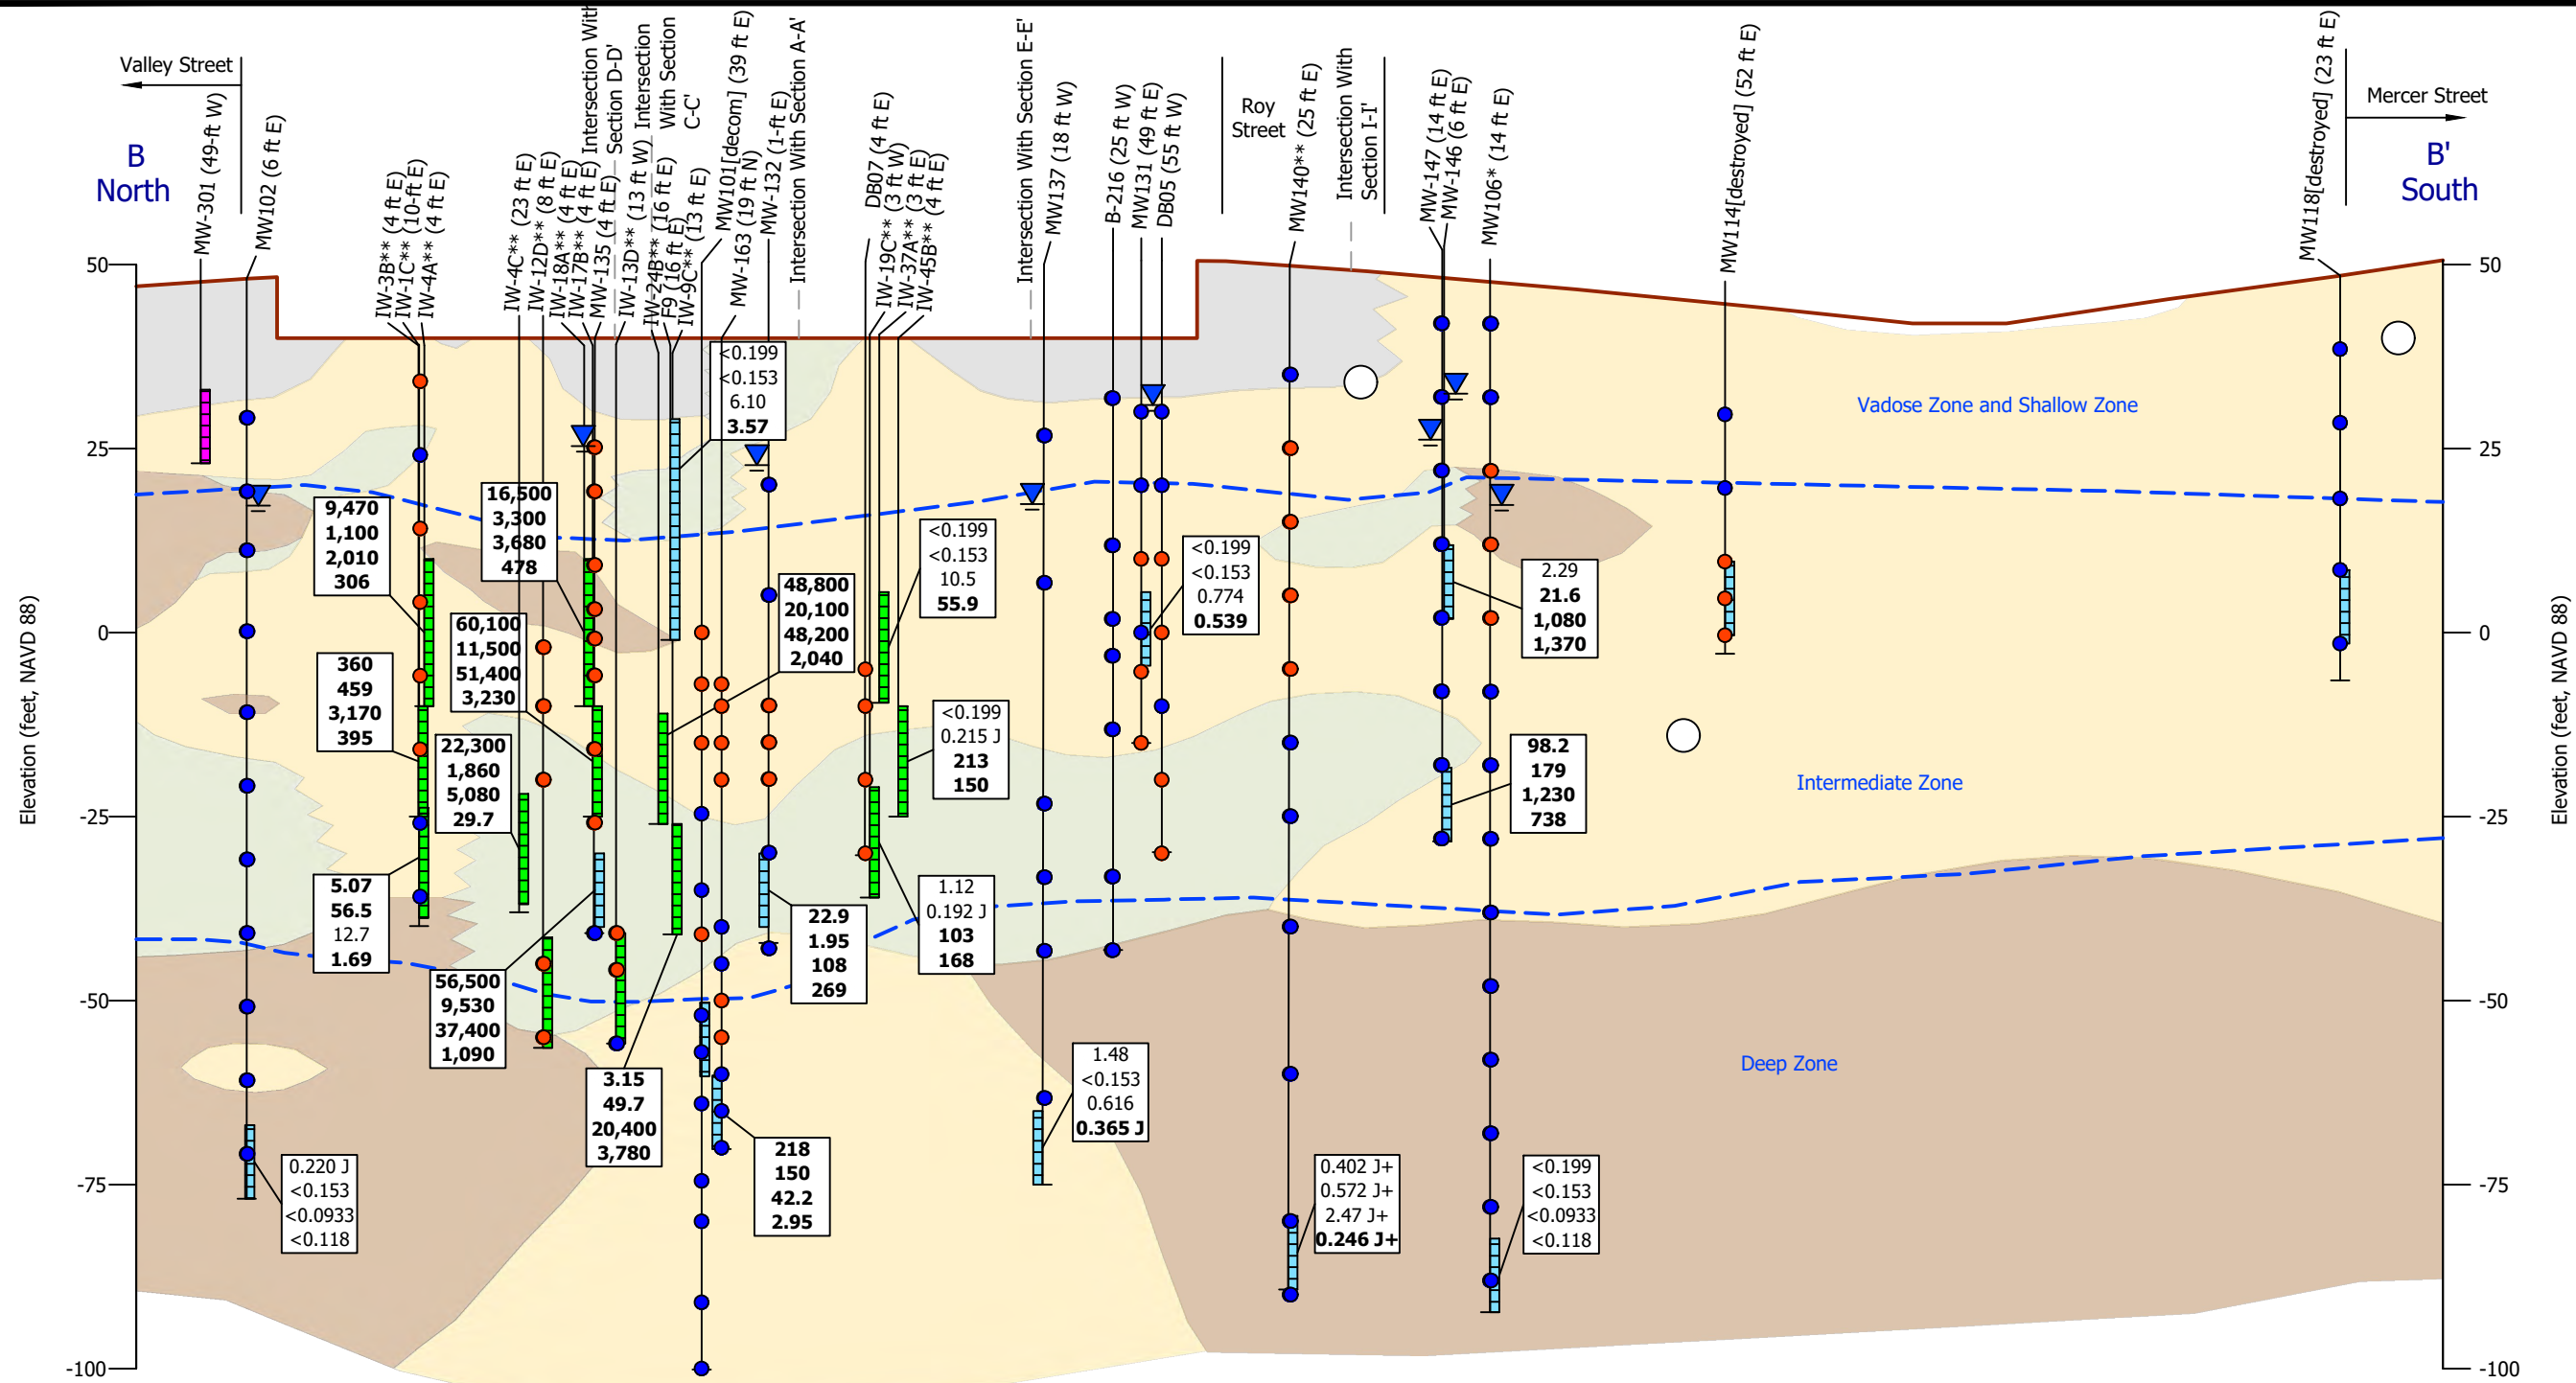 Valley Street
B
North
MW-301 (49-ft W)
MW102 (6 ft E)
IW-3B** (4 ft E)
IW-1C** (10-ft E)
IW-4A** (4 ft E)
IW-4C** (23 ft E)
IW-12D** (8 ft E)
IW-18A** (4 ft E)
IW-17B** (4 ft E)
MW-135 (4 ft E)
Intersection With
Section D-D'
IW-13D** (13 ft W)
Intersection
With Section
C-C'
IW-24B** (16 ft E)
F9 (16 ft E)
IW-9C** (13 ft E)
MW101[decom] (39 ft E)
MW-163 (19 ft N)
MW-132 (1-ft E)
Intersection With Section A-A'
DB07 (4 ft E)
IW-19C** (3 ft W)
IW-37A** (3 ft E)
IW-45B** (4 ft E)
Intersection With Section E-E'
MW137 (18 ft W)
B-216 (25 ft W)
MW131 (49 ft E)
DB05 (55 ft W)
Roy
Street
MW140** (25 ft E)
Intersection With
Section I-I'
MW-147 (14 ft E)
MW-146 (6 ft E)
MW106* (14 ft E)
MW114[destroyed] (52 ft E)
MW118[destroyed] (23 ft E)
Mercer Street
B'
South
Elevation (feet, NAVD 88)
50
25
0
-25
-50
-75
-100
9,470
1,100
2,010
306
360
459
3,170
395
5.07
56.5
12.7
1.69
0.220 J
<0.153
<0.0933
<0.118
16,500
3,300
3,680
478
60,100
11,500
51,400
3,230
22,300
1,860
5,080
29.7
56,500
9,530
37,400
1,090
3.15
49.7
20,400
3,780
<0.199
<0.153
6.10
3.57
48,800
20,100
48,200
2,040
22.9
1.95
108
269
218
150
42.2
2.95
<0.199
<0.153
10.5
55.9
<0.199
0.215 J
213
150
1.12
0.192 J
103
168
1.48
<0.153
0.616
0.365 J
<0.199
<0.153
0.774
0.539
0.402 J+
0.572 J+
2.47 J+
0.246 J+
2.29
21.6
1,080
1,370
98.2
179
1,230
738
<0.199
<0.153
<0.0933
<0.118
Vadose Zone and Shallow Zone
Intermediate Zone
Deep Zone
50
25
0
-25
-50
-75
-100
Elevation (feet, NAVD 88)